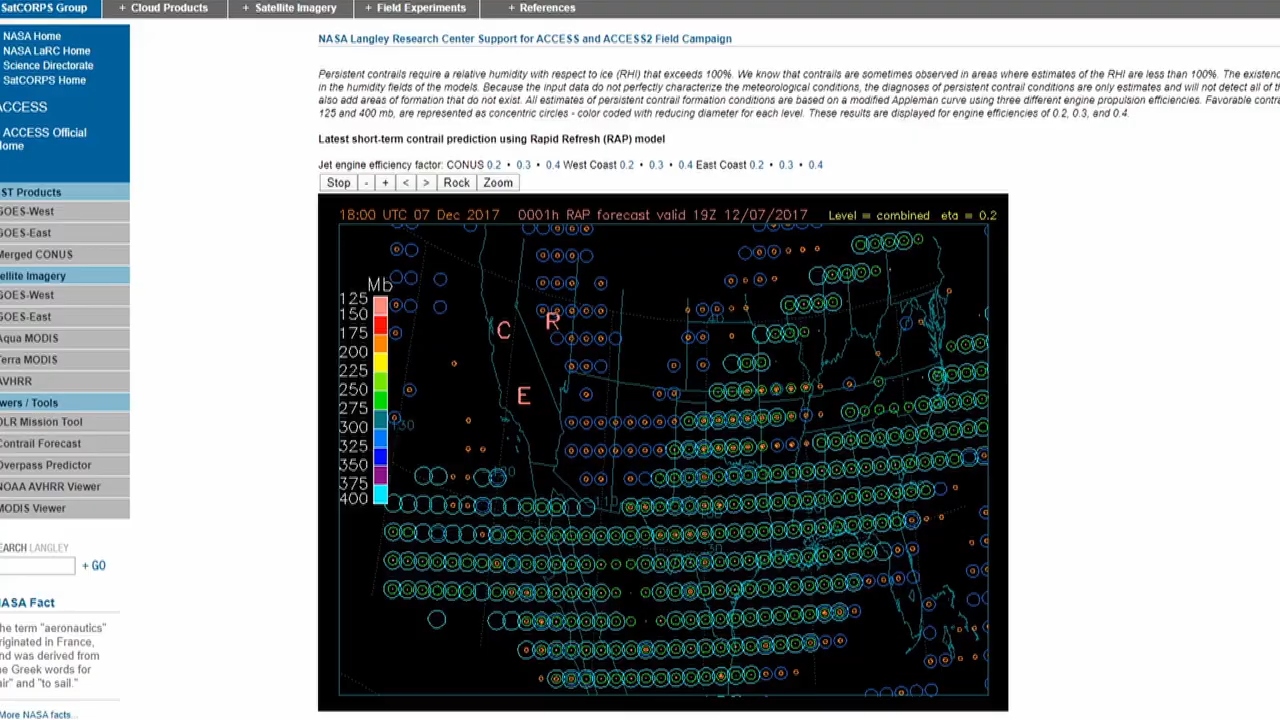 SatCORPS Group
+ Cloud Products
+ Satellite Imagery
+ Field Experiments
+ References
NASA Home
NASA LaRC Home
Science Directorate
SatCORPS Home
ACCESS
ACCESS Official
ome
ST Products
GOES-West
GOES-East
Merged CONUS
ellite Imagery
GOES-West
GOES-East
Aqua MODIS
Terra MODIS
AVHRR
wers / Tools
DLR Mission Tool
Contrail Forecast
Overpass Predictor
NOAA AVHRR Viewer
MODIS Viewer
EARCH LANGLEY
+ GO
ASA Fact
he term "aeronautics"
riginated in France,
nd was derived from
he Greek words for
air" and "to sail."
More NASA facts...
NASA Langley Research Center Support for ACCESS and ACCESS2 Field Campaign
Persistent contrails require a relative humidity with respect to ice (RHI) that exceeds 100%. We know that contrails are sometimes observed in areas where estimates of the RHI are less than 100%. The existenc
in the humidity fields of the models. Because the input data do not perfectly characterize the meteorological conditions, the diagnoses of persistent contrail conditions are only estimates and will not detect all of th
also add areas of formation that do not exist. All estimates of persistent contrail formation conditions are based on a modified Appleman curve using three different engine propulsion efficiencies. Favorable contra
125 and 400 mb, are represented as concentric circles - color coded with reducing diameter for each level. These results are displayed for engine efficiencies of 0.2, 0.3, and 0.4.
Latest short-term contrail prediction using Rapid Refresh (RAP) model
Jet engine efficiency factor: CONUS 0.2 • 0.3 • 0.4 West Coast 0.2 • 0.3 • 0.4 East Coast 0.2 • 0.3 • 0.4
Stop - + < > Rock Zoom
18:00 UTC 07 Dec 2017 0001h RAP forecast valid 19Z 12/07/2017 Level = combined eta = 0.2
Mb
125
150
175
200
225
250
275
300
325
350
375
400
C
R
E